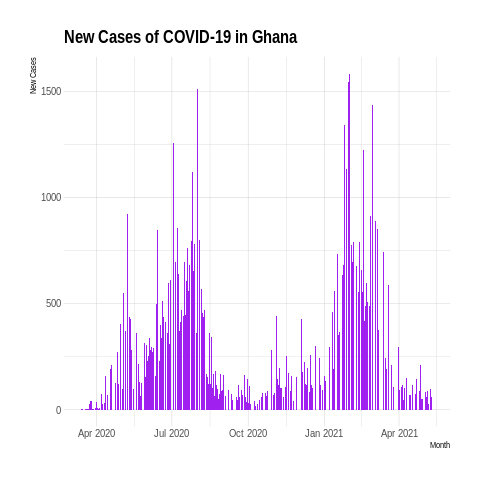 New Cases of COVID-19 in Ghana
New Cases
1500
1000
500
0
Apr 2020 Jul 2020 Oct 2020 Jan 2021 Apr 2021
Month